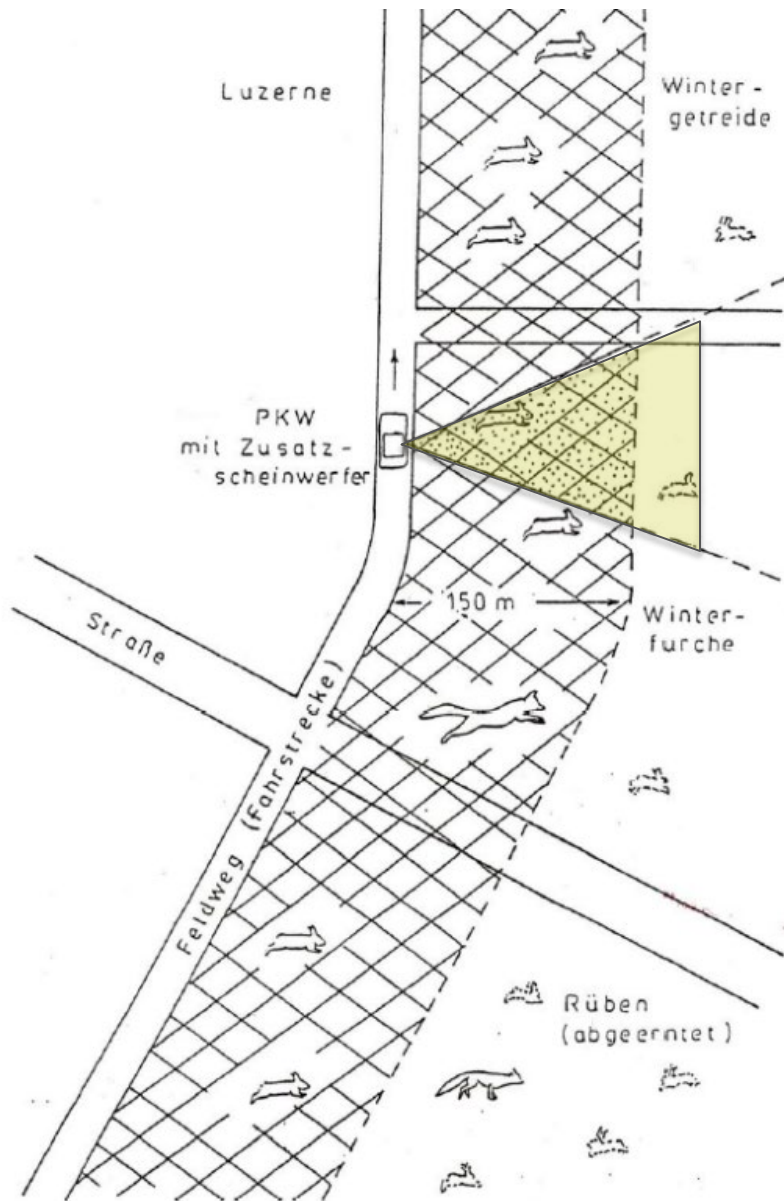 Luzerne
Winter-
getreide
PKW
mit Zusatz-
scheinwerfer
150 m
Winter-
furche
Straße
Feldweg (Fahrstrecke)
Rüben
(abgeerntet)